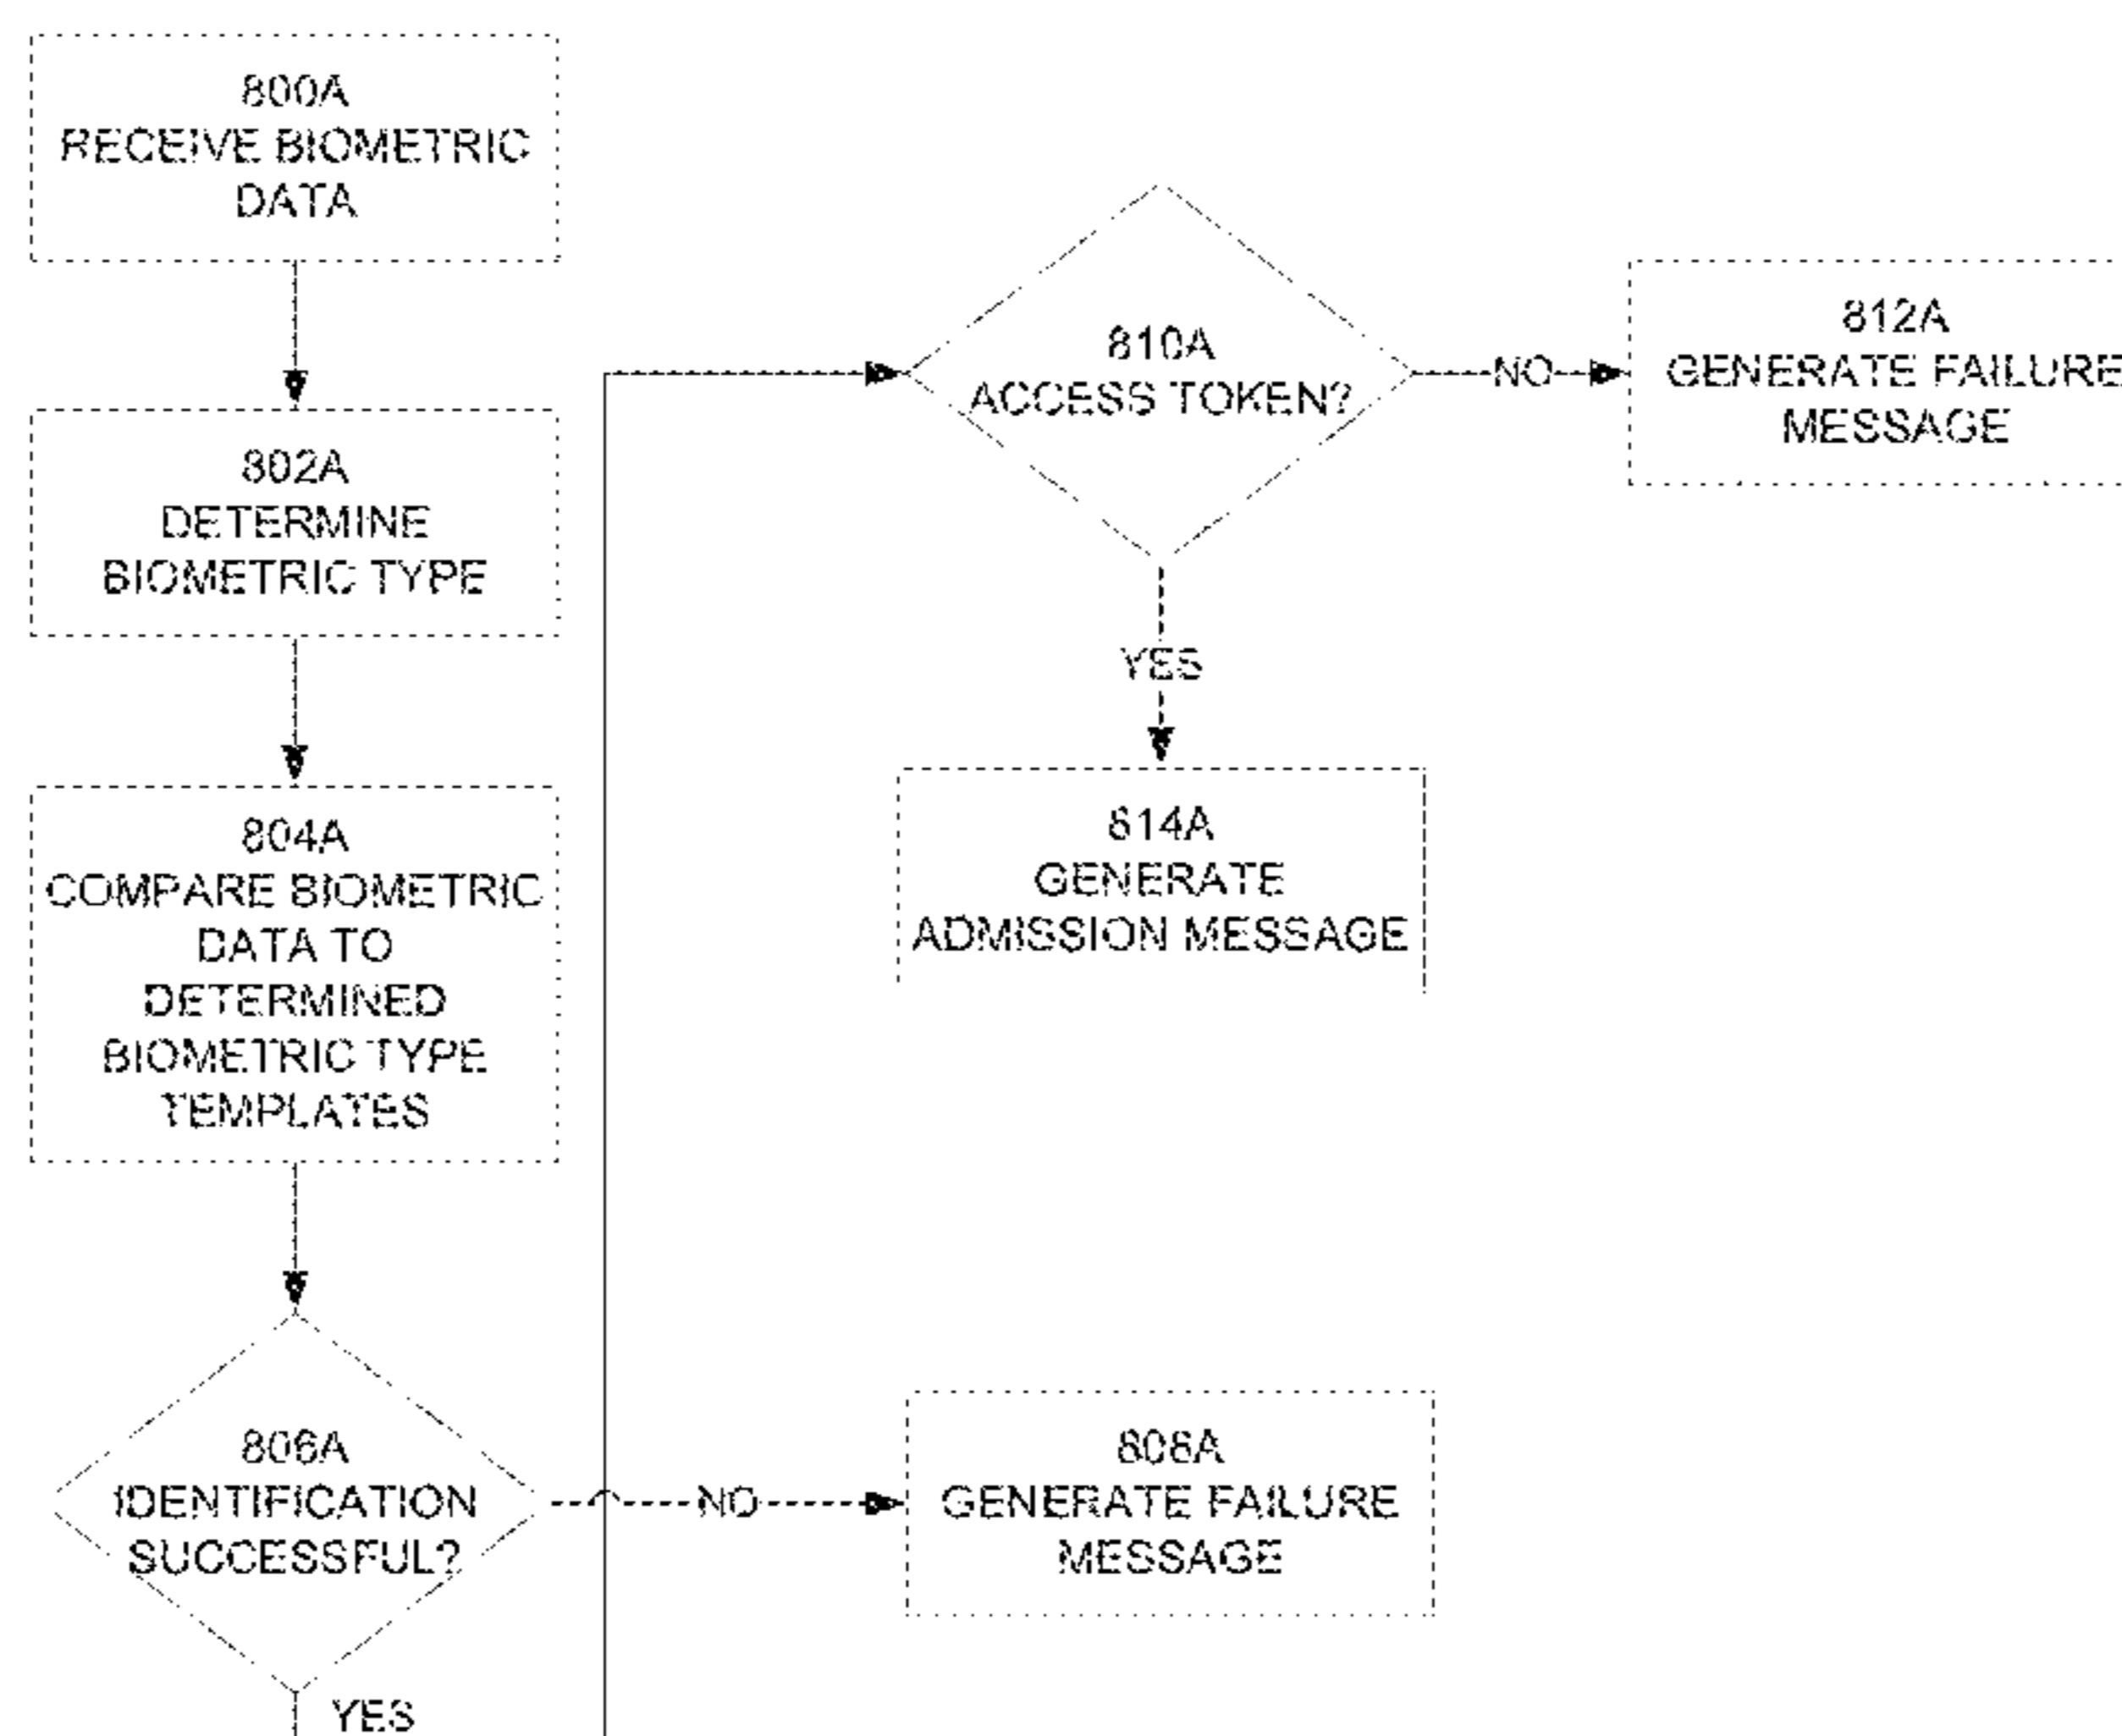 800A
RECEIVE BIOMETRIC
DATA
802A
DETERMINE
BIOMETRIC TYPE
804A
COMPARE BIOMETRIC
DATA TO
DETERMINED
BIOMETRIC TYPE
TEMPLATES
806A
IDENTIFICATION
SUCCESSFUL?
NO
808A
GENERATE FAILURE
MESSAGE
YES
810A
ACCESS TOKEN?
NO
812A
GENERATE FAILURE
MESSAGE
YES
814A
GENERATE
ADMISSION MESSAGE